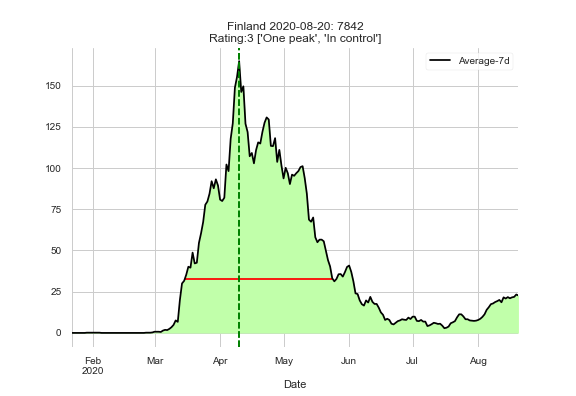 Finland 2020-08-20: 7842
Rating:3 ['One peak', 'In control']
Average-7d
150
125
100
75
50
25
0
Feb Mar Apr May Jun Jul Aug
2020
Date